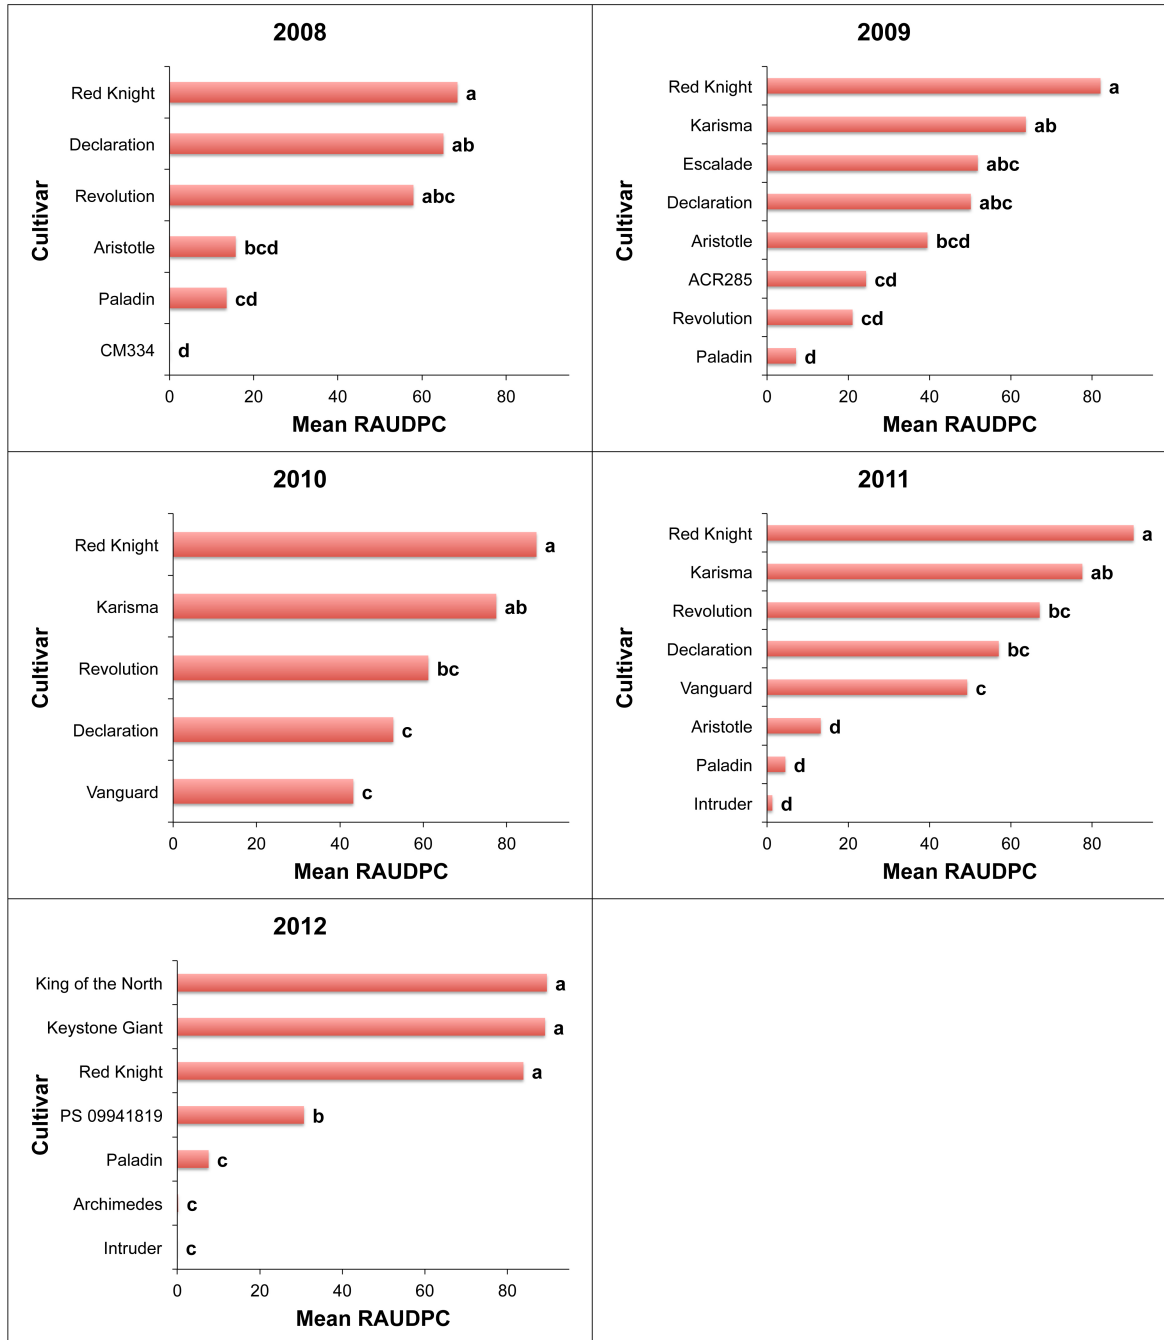 2008
Cultivar
Red Knight a
Declaration ab
Revolution abc
Aristotle bcd
Paladin cd
CM334 d
0 20 40 60 80
Mean RAUDPC
2009
Cultivar
Red Knight a
Karisma ab
Escalade abc
Declaration abc
Aristotle bcd
ACR285 cd
Revolution cd
Paladin d
0 20 40 60 80
Mean RAUDPC
2010
Cultivar
Red Knight a
Karisma ab
Revolution bc
Declaration c
Vanguard c
0 20 40 60 80
Mean RAUDPC
2011
Cultivar
Red Knight a
Karisma ab
Revolution bc
Declaration bc
Vanguard c
Aristotle d
Paladin d
Intruder d
0 20 40 60 80
Mean RAUDPC
2012
Cultivar
King of the North a
Keystone Giant a
Red Knight a
PS 09941819 b
Paladin c
Archimedes c
Intruder c
0 20 40 60 80
Mean RAUDPC